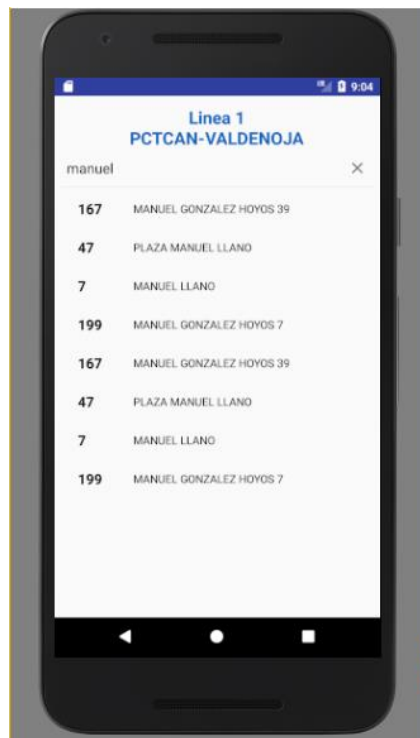 9:04
Linea 1
PCTCAN-VALDENOJA
manuel
167 MANUEL GONZALEZ HOYOS 39
47 PLAZA MANUEL LLANO
7 MANUEL LLANO
199 MANUEL GONZALEZ HOYOS 7
167 MANUEL GONZALEZ HOYOS 39
47 PLAZA MANUEL LLANO
7 MANUEL LLANO
199 MANUEL GONZALEZ HOYOS 7